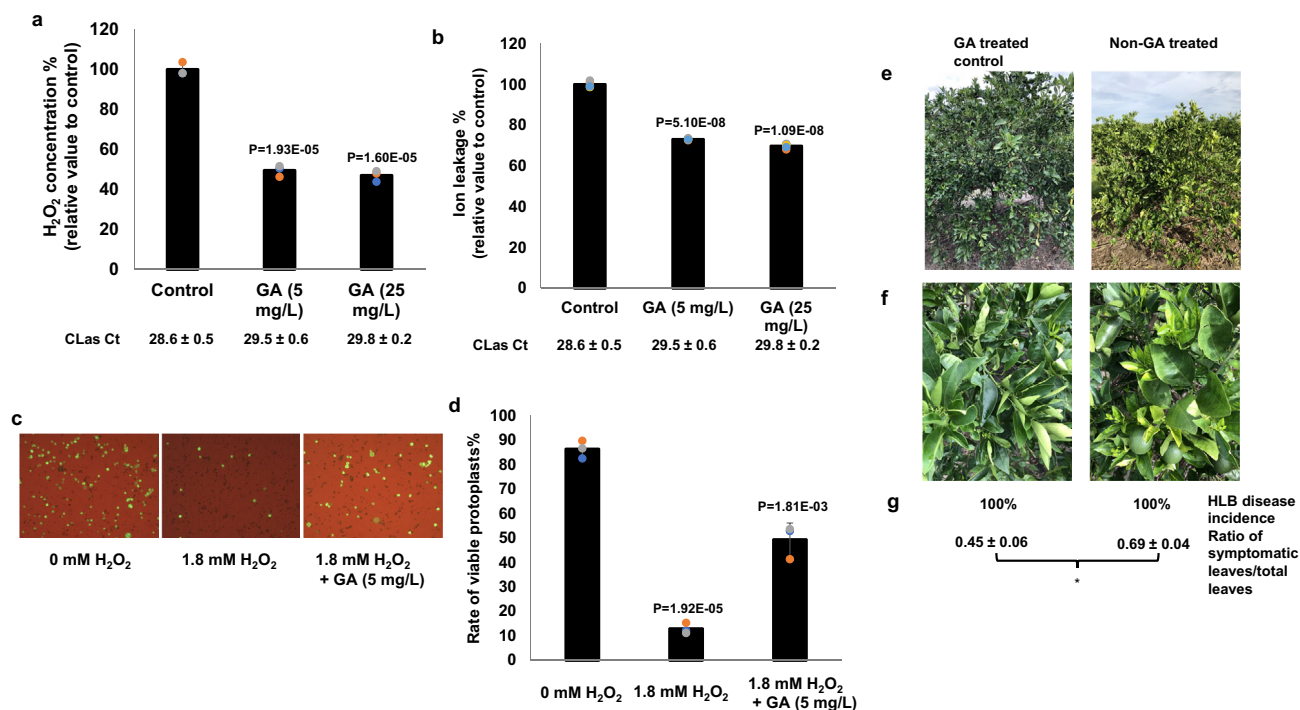 a
H₂O₂ concentration %
(relative value to control)
120
100
80
60
40
20
0
P=1.93E-05
P=1.60E-05
Control
GA (5
mg/L)
GA (25
mg/L)
CLas Ct
28.6 ± 0.5
29.5 ± 0.6
29.8 ± 0.2
b
Ion leakage %
(relative value to control)
120
100
80
60
40
20
0
P=5.10E-08
P=1.09E-08
Control
GA (5 mg/L)
GA (25
mg/L)
CLas Ct
28.6 ± 0.5
29.5 ± 0.6
29.8 ± 0.2
c
0 mM H₂O₂
1.8 mM H₂O₂
1.8 mM H₂O₂
+ GA (5 mg/L)
d
Rate of viable protoplasts%
100
90
80
70
60
50
40
30
20
10
0
P=1.92E-05
P=1.81E-03
0 mM H₂O₂
1.8 mM H₂O₂
1.8 mM H₂O₂
+ GA (5 mg/L)
GA treated
control
Non-GA treated
e
f
g
100%
100%
HLB disease
incidence
0.45 ± 0.06
0.69 ± 0.04
Ratio of
symptomatic
leaves/total
leaves
*